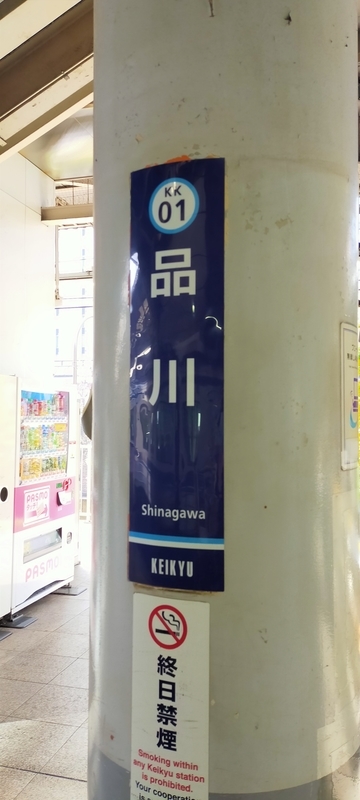 KK
01
品
川
Shinagawa
KEIKYU
終日禁煙
Smoking within
any Keikyu station
is prohibited.
Your cooperatio
PASMO
PASMO